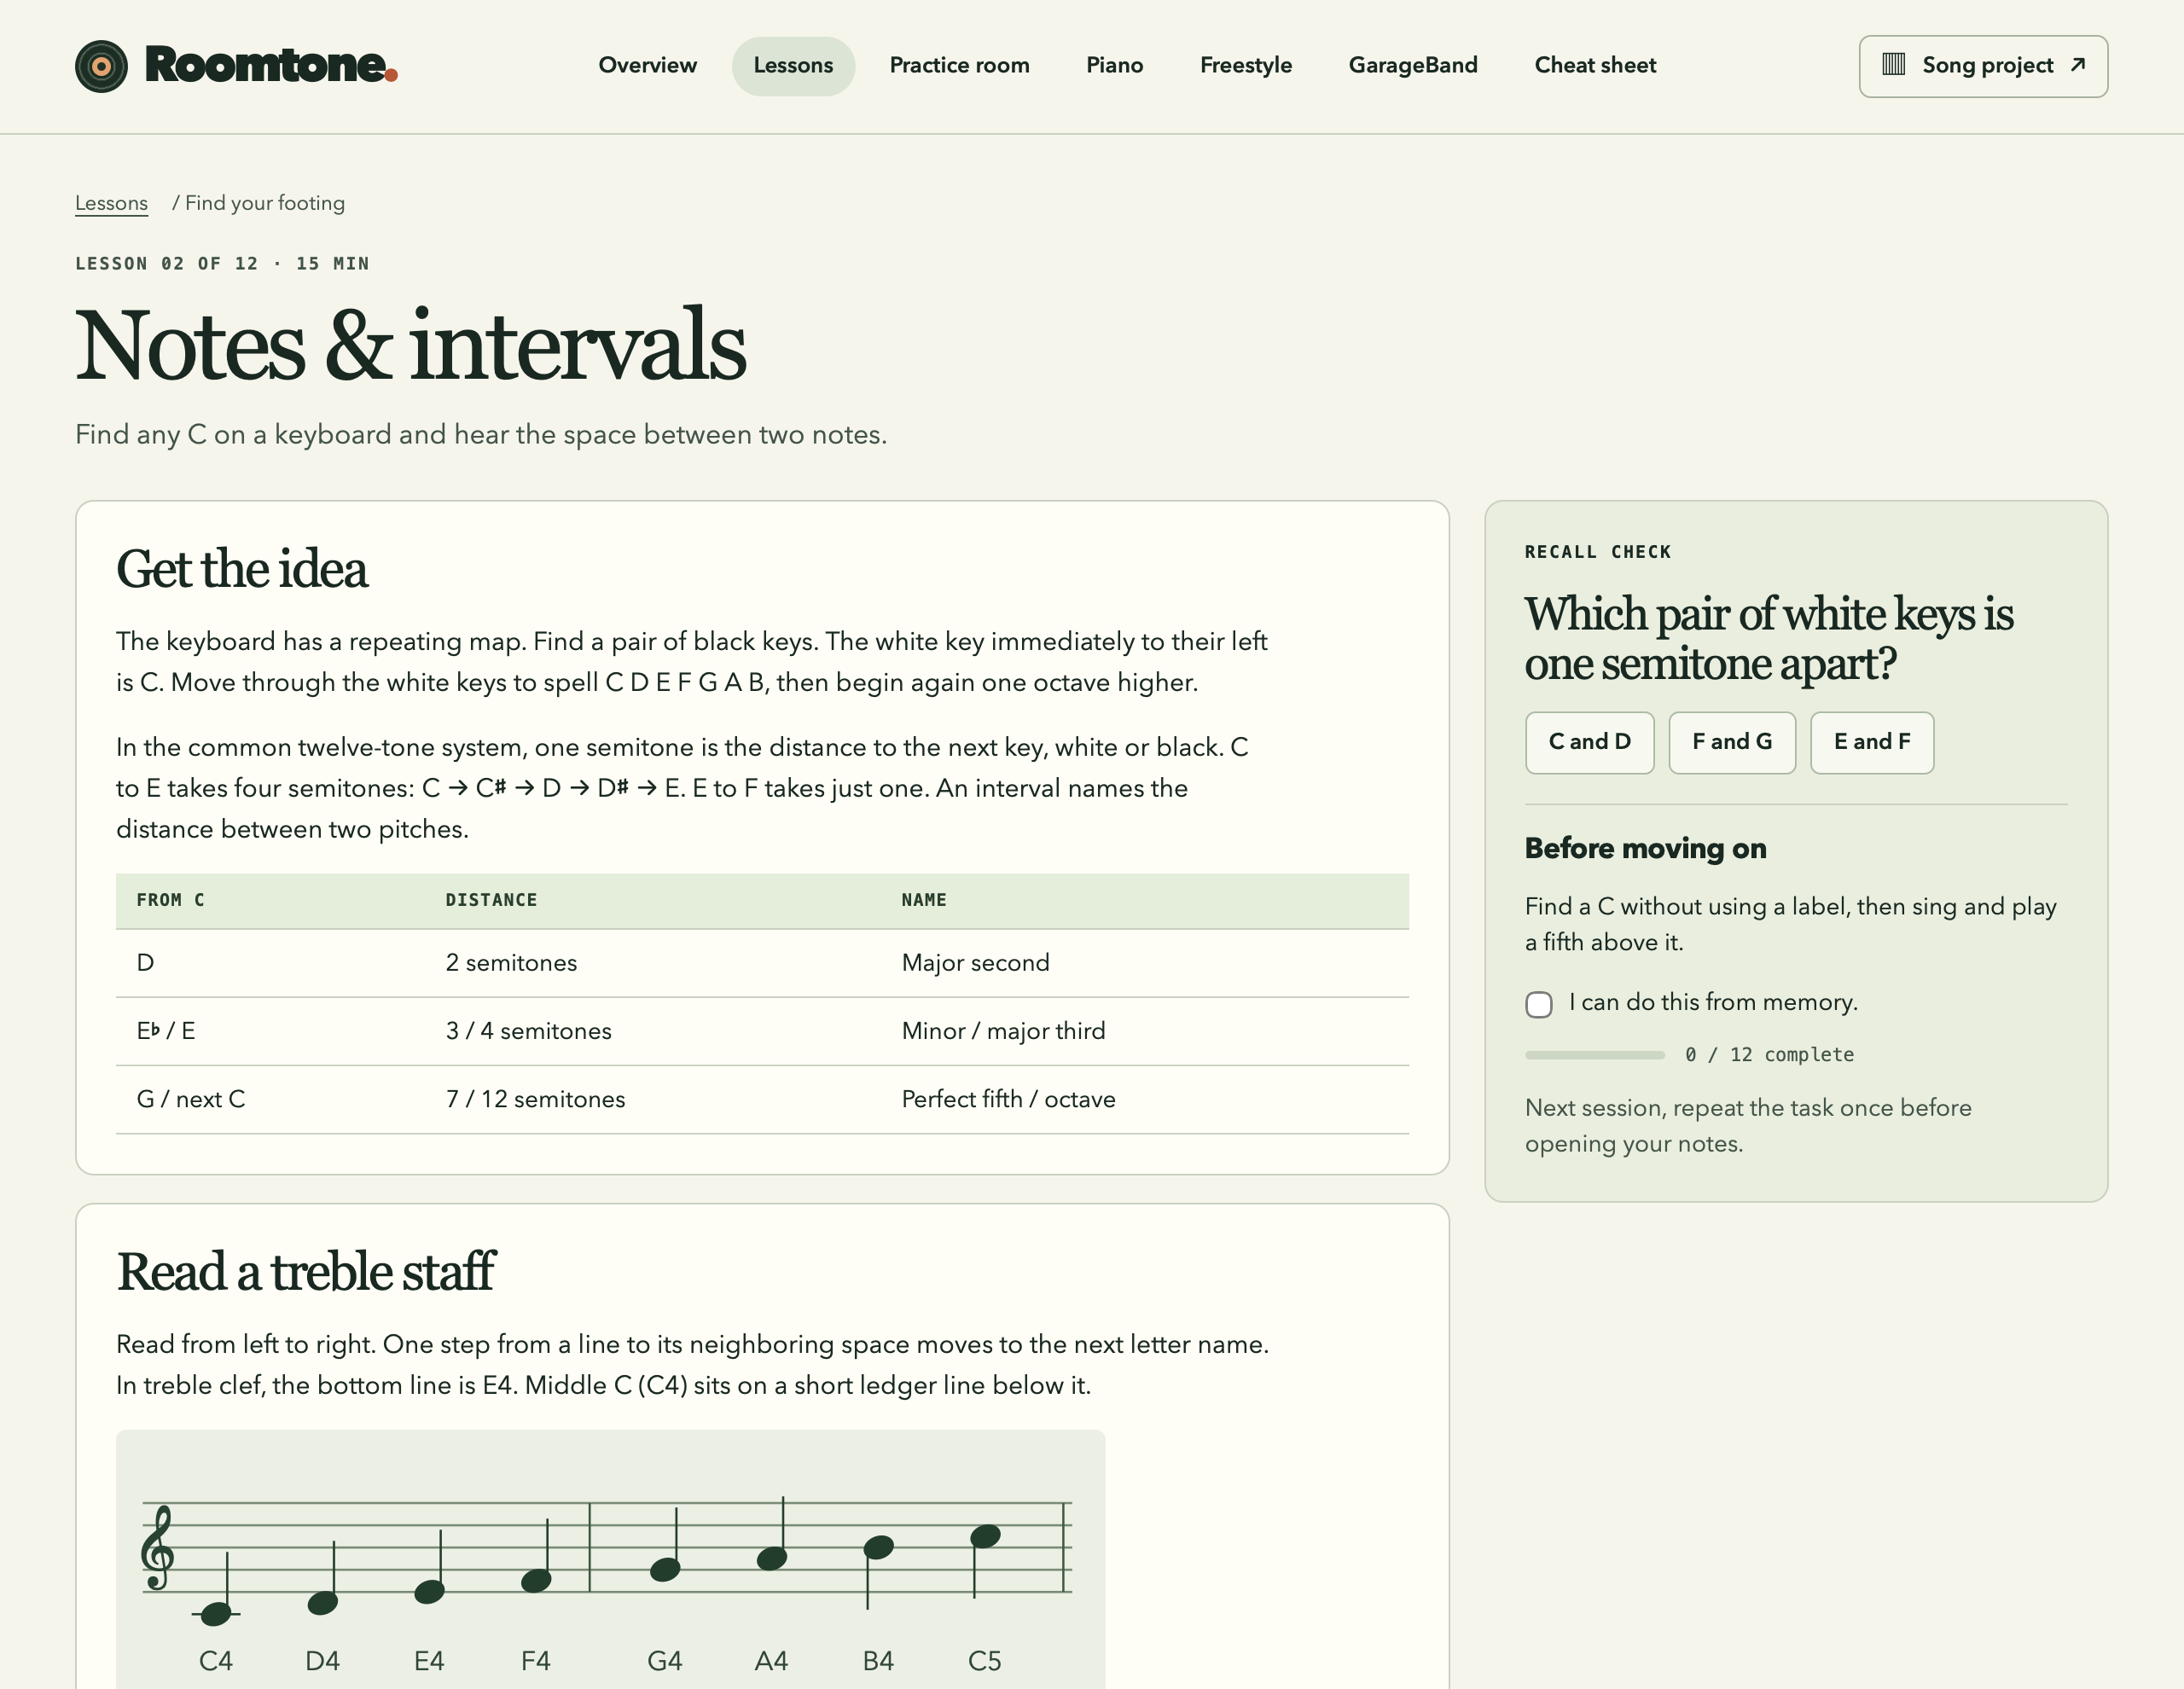 Roomtone.
Overview
Lessons
Practice room
Piano
Freestyle
GarageBand
Cheat sheet
Song project ↗
Lessons / Find your footing
LESSON 02 OF 12 · 15 MIN
Notes & intervals
Find any C on a keyboard and hear the space between two notes.
Get the idea
The keyboard has a repeating map. Find a pair of black keys. The white key immediately to their left
is C. Move through the white keys to spell C D E F G A B, then begin again one octave higher.
In the common twelve-tone system, one semitone is the distance to the next key, white or black. C
to E takes four semitones: C → C♯ → D → D♯ → E. E to F takes just one. An interval names the
distance between two pitches.
FROM C DISTANCE NAME
D 2 semitones Major second
E♭ / E 3 / 4 semitones Minor / major third
G / next C 7 / 12 semitones Perfect fifth / octave
RECALL CHECK
Which pair of white keys is
one semitone apart?
C and D
F and G
E and F
Before moving on
Find a C without using a label, then sing and play
a fifth above it.
I can do this from memory.
0 / 12 complete
Next session, repeat the task once before
opening your notes.
Read a treble staff
Read from left to right. One step from a line to its neighboring space moves to the next letter name.
In treble clef, the bottom line is E4. Middle C (C4) sits on a short ledger line below it.
C4 D4 E4 F4 G4 A4 B4 C5